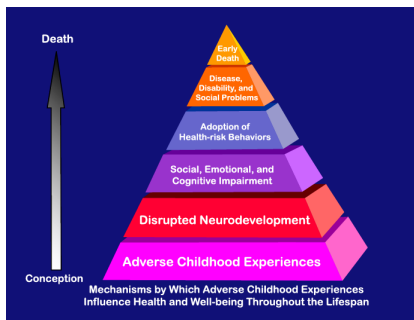 Death
Early
Death
Disease,
Disability, and
Social Problems
Adoption of
Health-risk Behaviors
Social, Emotional, and
Cognitive Impairment
Disrupted Neurodevelopment
Adverse Childhood Experiences
Conception
Mechanisms by Which Adverse Childhood Experiences
Influence Health and Well-being Throughout the Lifespan